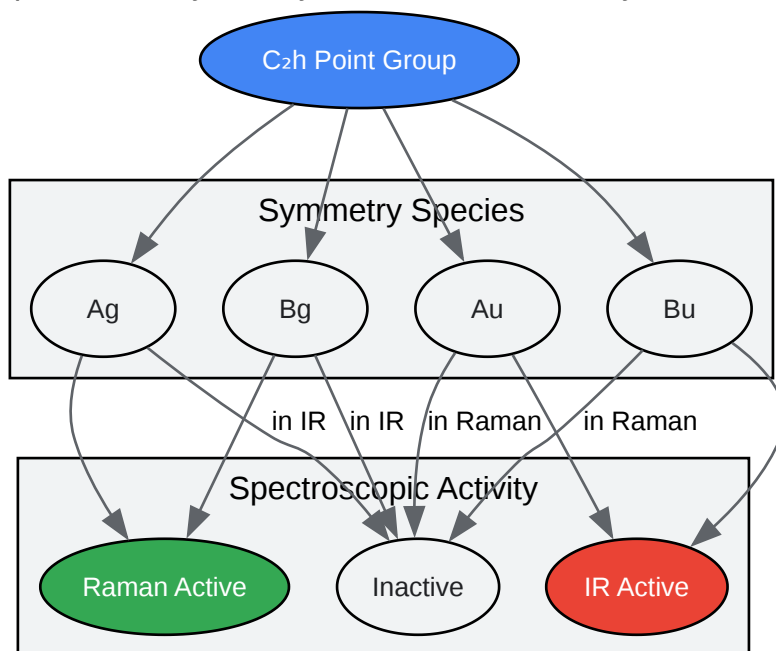 C₂h Point Group
Symmetry Species
Ag
Bg
Au
Bu
in IR
in IR
in Raman
in Raman
Spectroscopic Activity
Raman Active
Inactive
IR Active